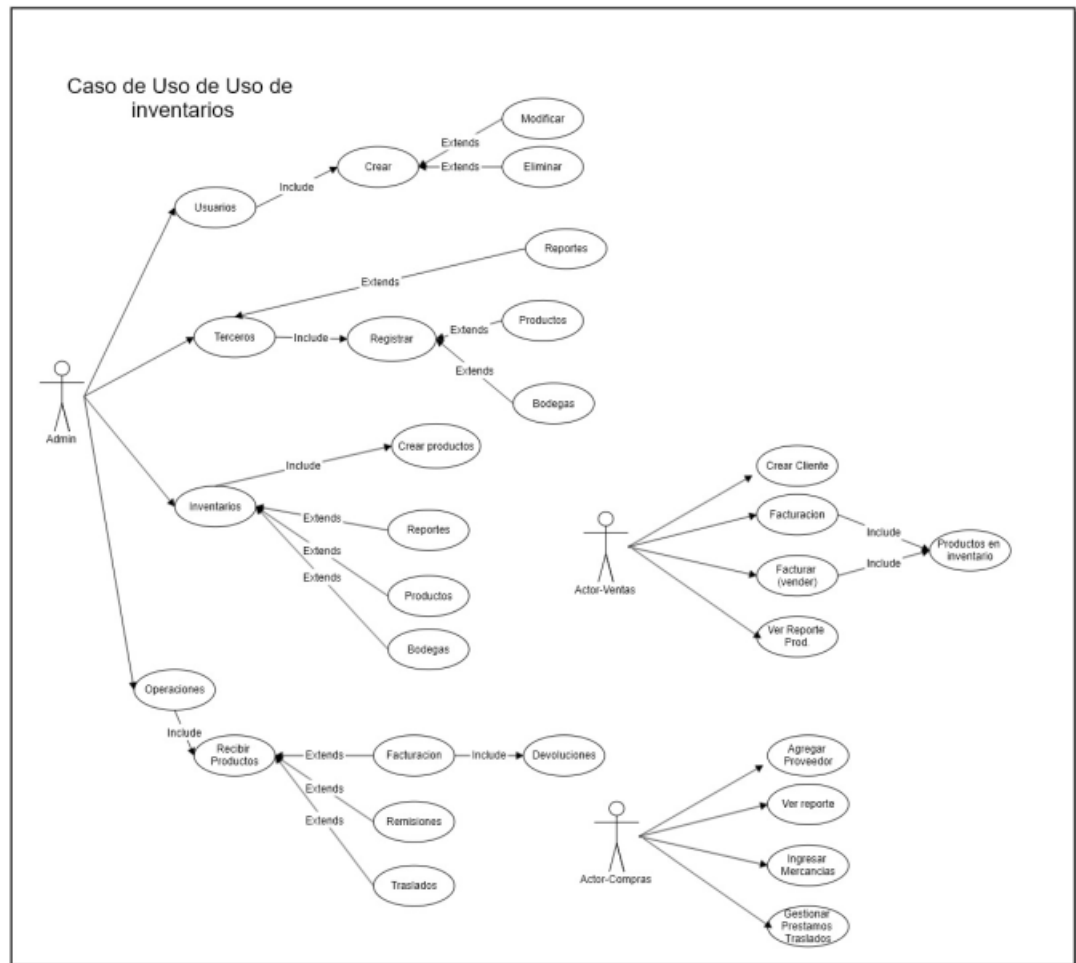 Caso de Uso de Uso de
inventarios
Modificar
Extends
Crear
Extends
Eliminar
Include
Usuarios
Reportes
Extends
Terceros
Include
Registrar
Extends
Productos
Extends
Bodegas
Admin
Crear productos
Include
Inventarios
Extends
Reportes
Extends
Extends
Productos
Bodegas
Operaciones
Include
Recibir
Productos
Extends
Facturacion
Include
Devoluciones
Extends
Remisiones
Extends
Traslados
Crear Cliente
Facturacion
Include
Productos en
inventario
Include
Facturar
(vender)
Actor-Ventas
Ver Reporte
Prod.
Agregar
Proveedor
Ver reporte
Actor-Compras
Ingresar
Mercancias
Gestionar
Prestamos
Traslados